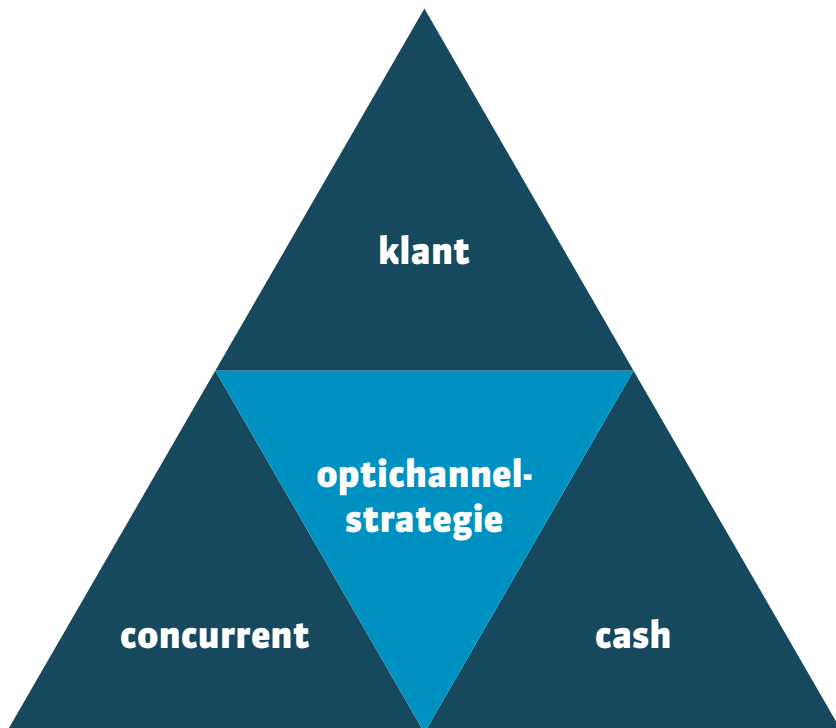 klant
optichannel-
strategie
concurrent
cash